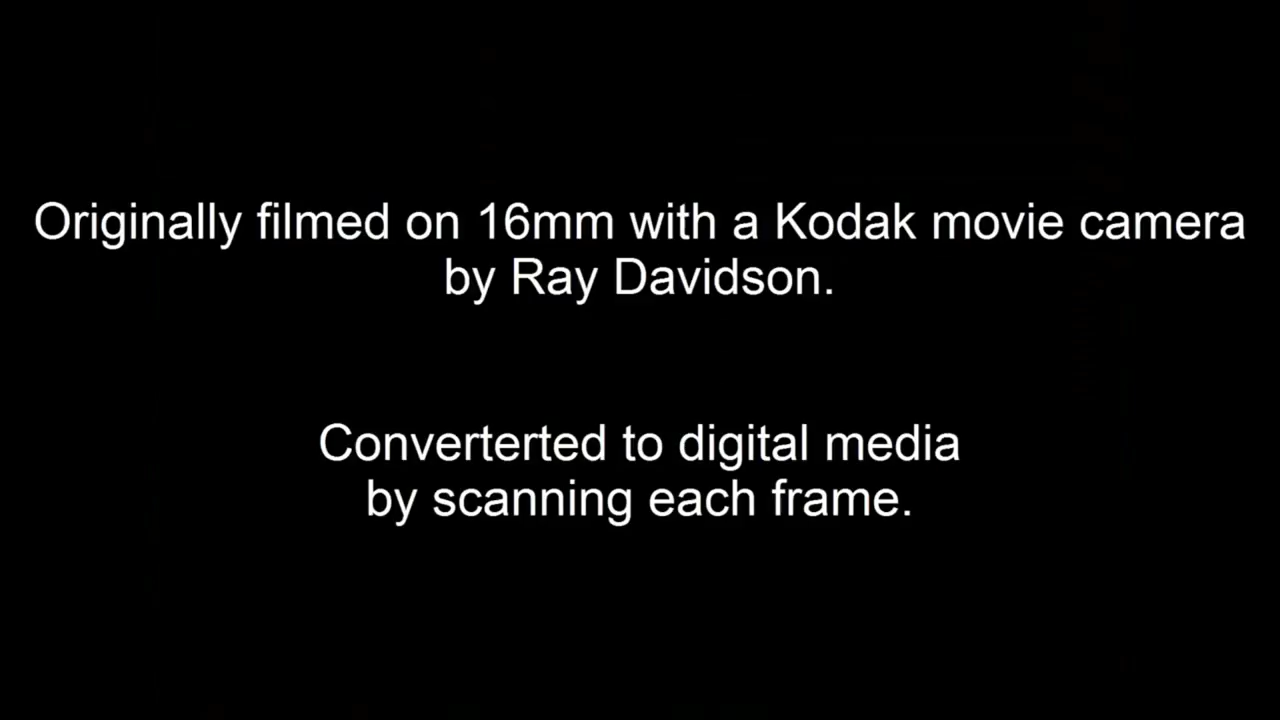 Originally filmed on 16mm with a Kodak movie camera
by Ray Davidson.
Converterted to digital media
by scanning each frame.